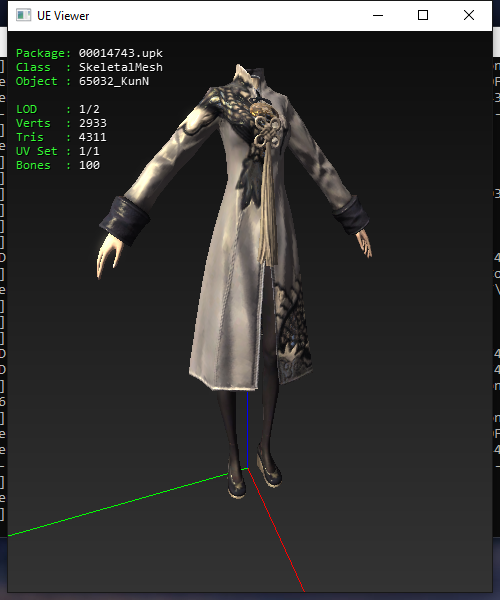 UE Viewer
Package: 00014743.upk
Class  : SkeletalMesh
Object : 65032_KunN
LOD    : 1/2
Verts  : 2933
Tris   : 4311
UV Set : 1/1
Bones  : 100